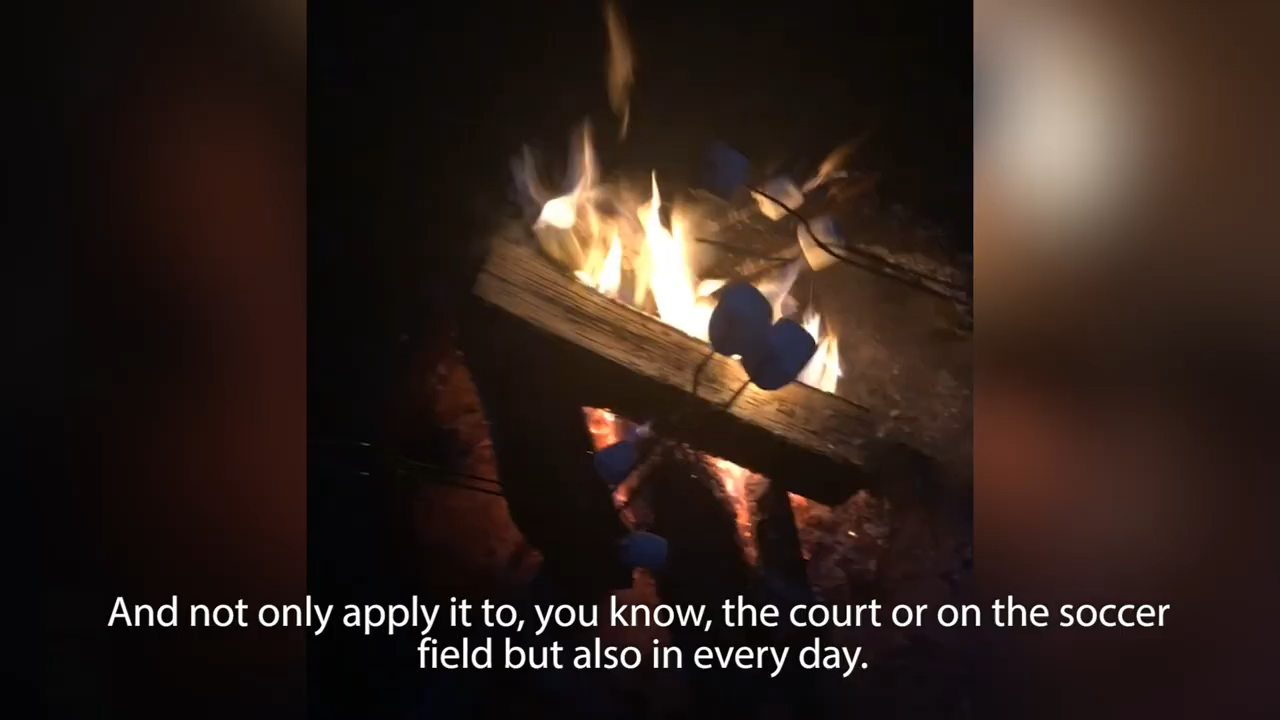 And not only apply it to, you know, the court or on the soccer
field but also in every day.